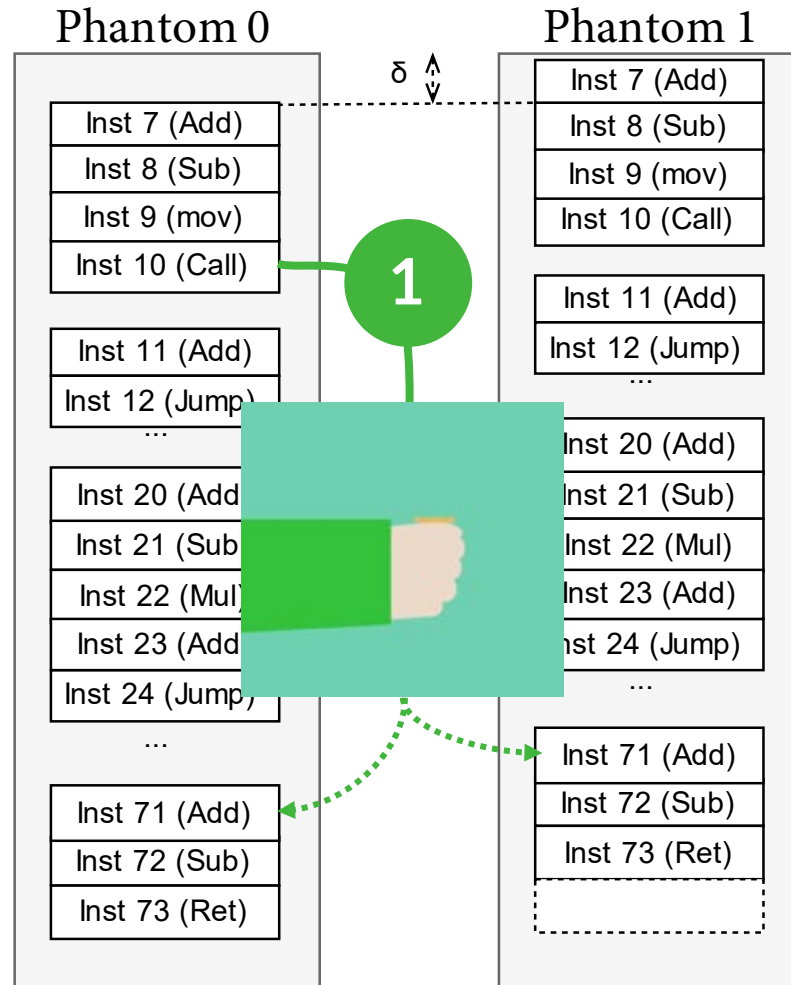 Phantom 0
Phantom 1
δ
Inst 7 (Add)
Inst 8 (Sub)
Inst 9 (mov)
Inst 10 (Call)
Inst 11 (Add)
Inst 12 (Jump)
...
Inst 20 (Add
Inst 21 (Sub
Inst 22 (Mul)
Inst 23 (Add
Inst 24 (Jump)
...
Inst 71 (Add)
Inst 72 (Sub)
Inst 73 (Ret)
1
Inst 7 (Add)
Inst 8 (Sub)
Inst 9 (mov)
Inst 10 (Call)
Inst 11 (Add)
Inst 12 (Jump)
...
Inst 20 (Add)
Inst 21 (Sub)
Inst 22 (Mul)
Inst 23 (Add)
nst 24 (Jump)
...
Inst 71 (Add)
Inst 72 (Sub)
Inst 73 (Ret)